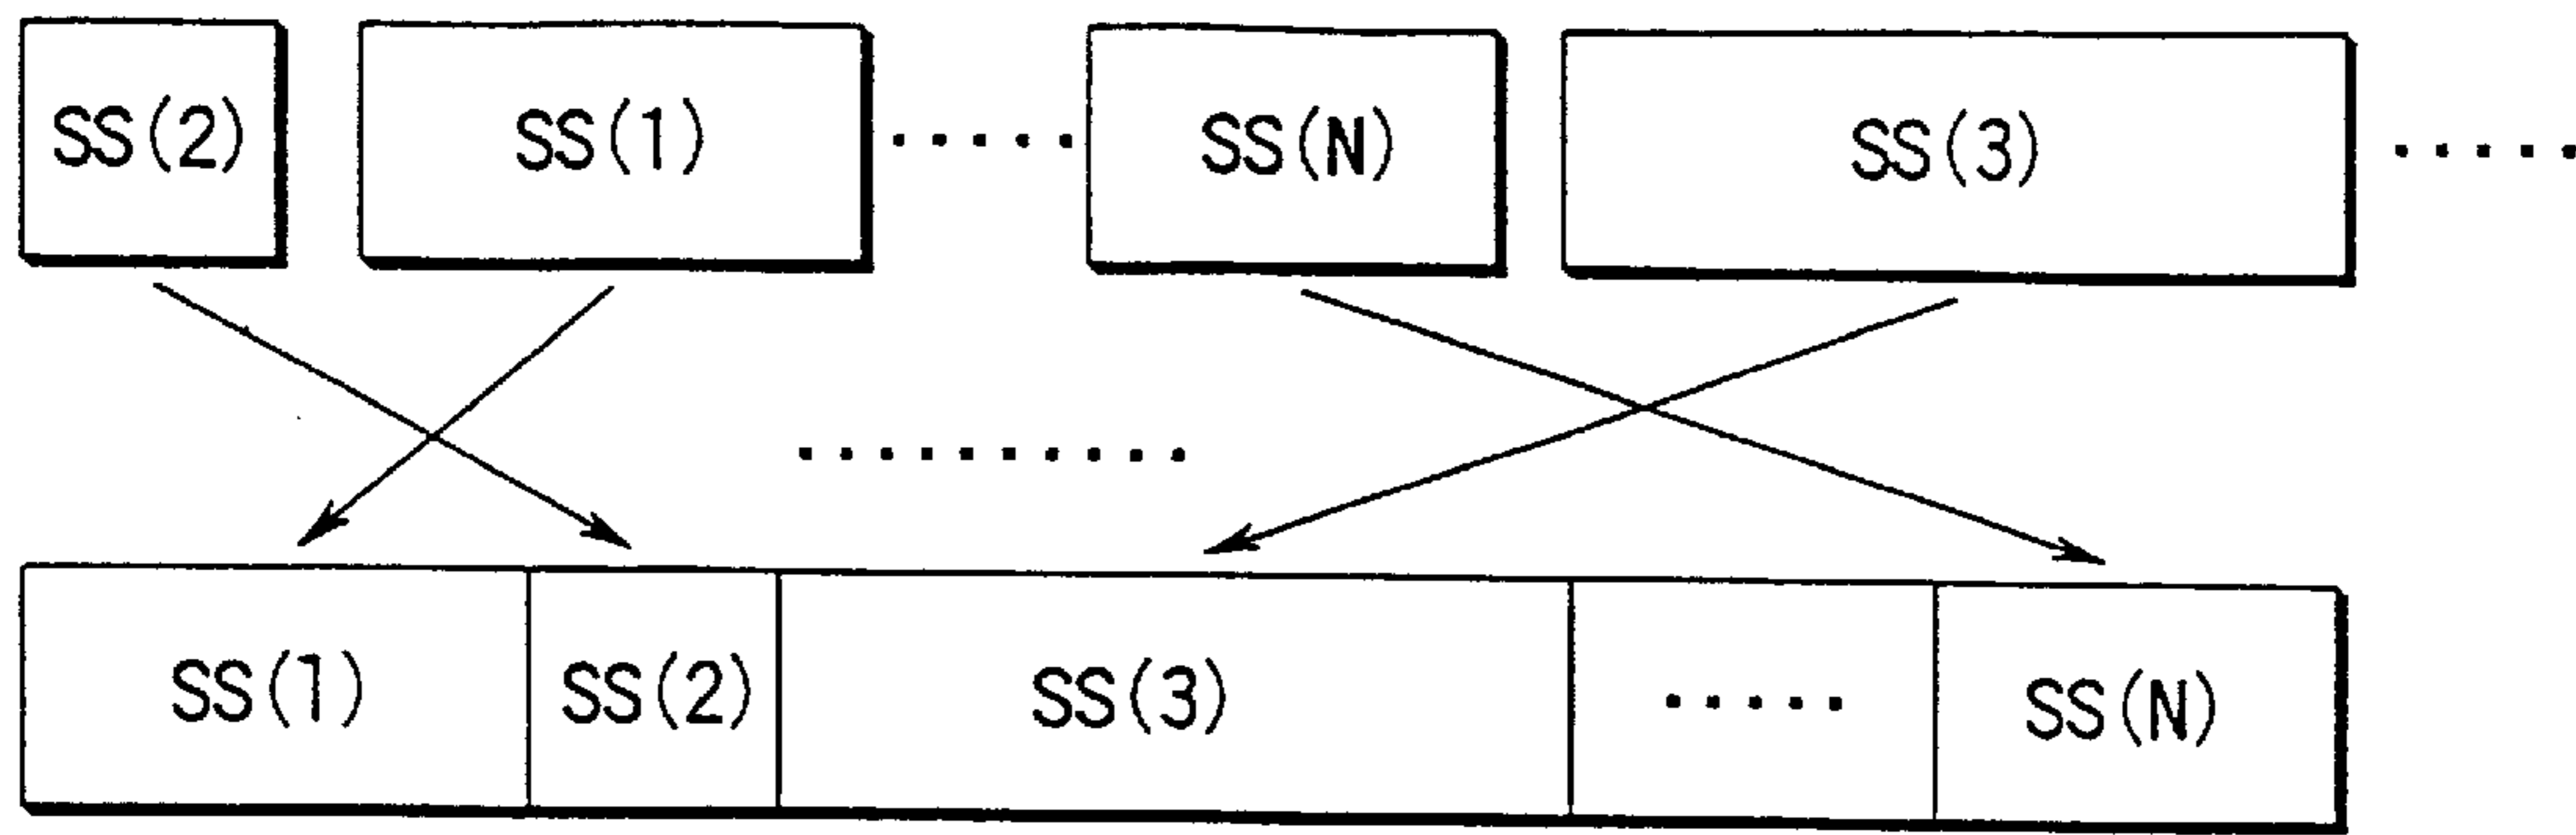 SS(2) SS(1) ..... SS(N) SS(3) .....
..........
SS(1) SS(2) SS(3) ..... SS(N)